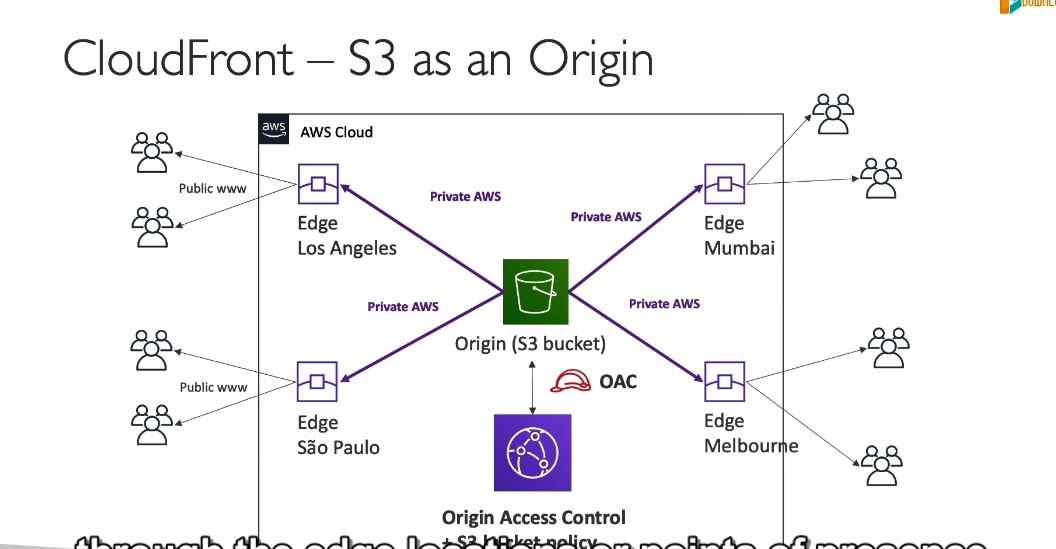 CloudFront – S3 as an Origin
aws
AWS Cloud
Public www
Private AWS
Private AWS
Edge
Los Angeles
Edge
Mumbai
Private AWS
Private AWS
Origin (S3 bucket)
Public www
OAC
Edge
São Paulo
Edge
Melbourne
Origin Access Control
+ S3 bucket policy
through the edge locations or points of presence